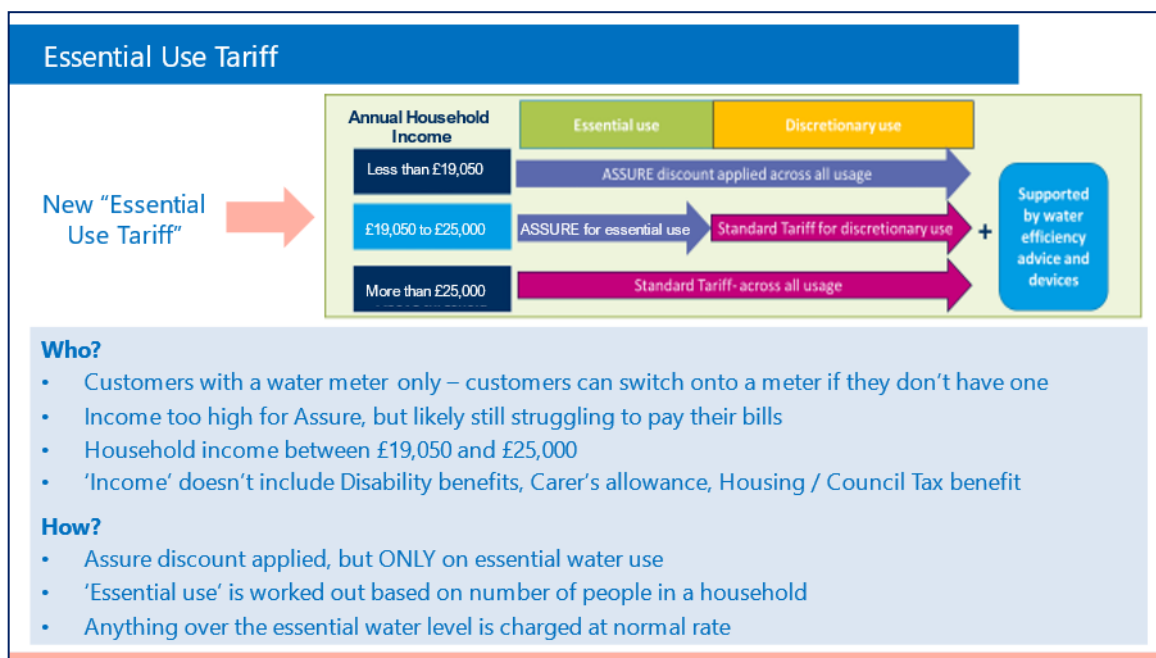 Essential Use Tariff
Annual Household
Income
Essential use
Discretionary use
Less than £19,050
ASSURE discount applied across all usage
New “Essential
Use Tariff”
£19,050 to £25,000
ASSURE for essential use
Standard Tariff for discretionary use
+
Supported
by water
efficiency
advice and
devices
More than £25,000
Standard Tariff- across all usage
Who?
• Customers with a water meter only – customers can switch onto a meter if they don’t have one
• Income too high for Assure, but likely still struggling to pay their bills
• Household income between £19,050 and £25,000
• ‘Income’ doesn’t include Disability benefits, Carer’s allowance, Housing / Council Tax benefit
How?
• Assure discount applied, but ONLY on essential water use
• ‘Essential use’ is worked out based on number of people in a household
• Anything over the essential water level is charged at normal rate